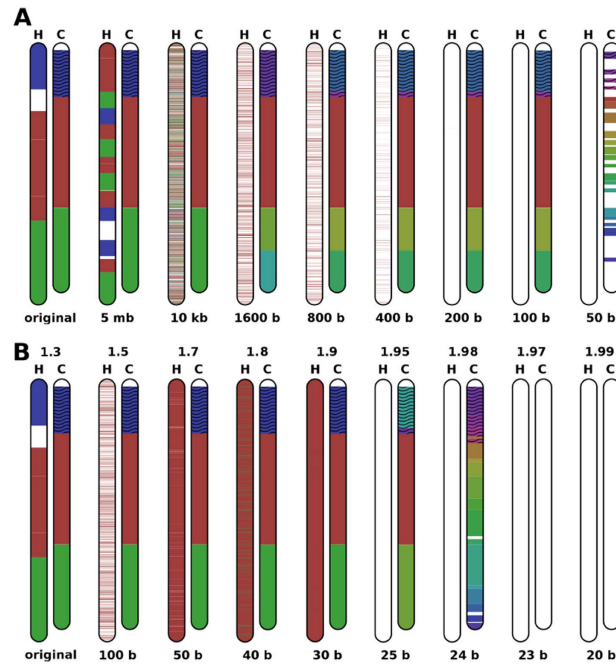 A
H C H C H C H C H C H C H C H C H C
original 5 mb 10 kb 1600 b 800 b 400 b 200 b 100 b 50 b
B
1.3 1.5 1.7 1.8 1.9 1.95 1.98 1.97 1.99
H C H C H C H C H C H C H C H C H C
original 100 b 50 b 40 b 30 b 25 b 24 b 23 b 20 b